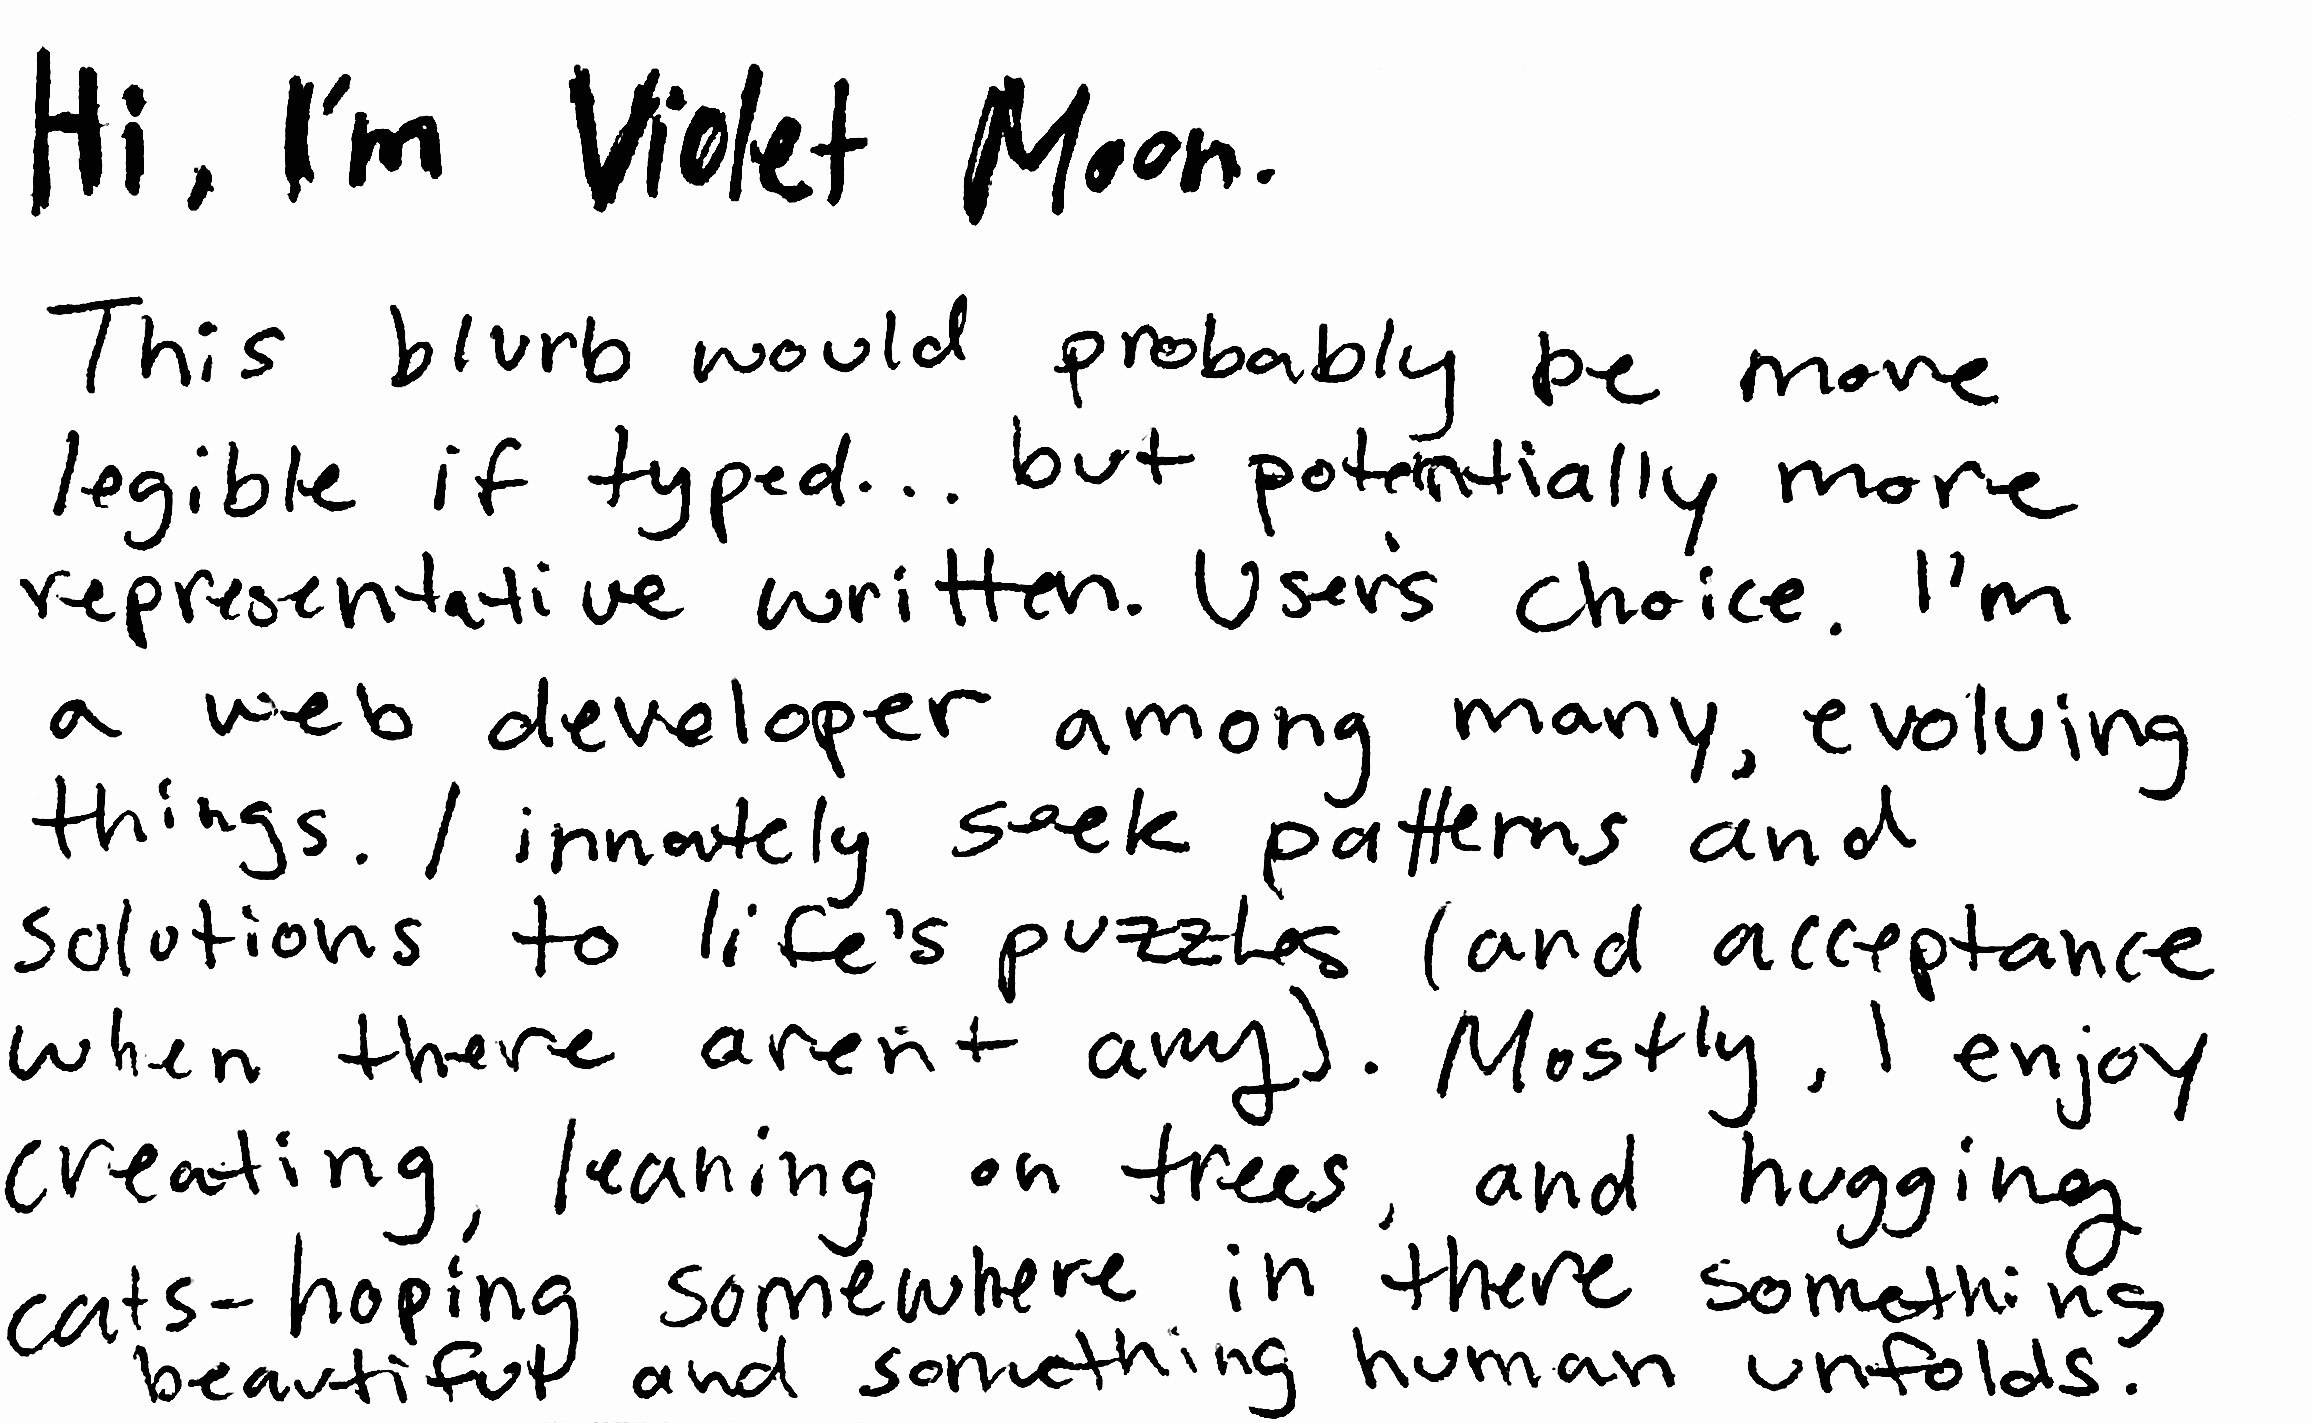 Hi, I'm Violet Moon.
This blurb would probably be more
legible if typed... but potentially more
representative written. User's choice. I'm
a web developer among many, evolving
things. I innately seek patterns and
solutions to life's puzzles (and acceptance
when there aren't any). Mostly, I enjoy
creating, leaning on trees, and hugging
cats- hoping somewhere in there something
beautiful and something human unfolds.